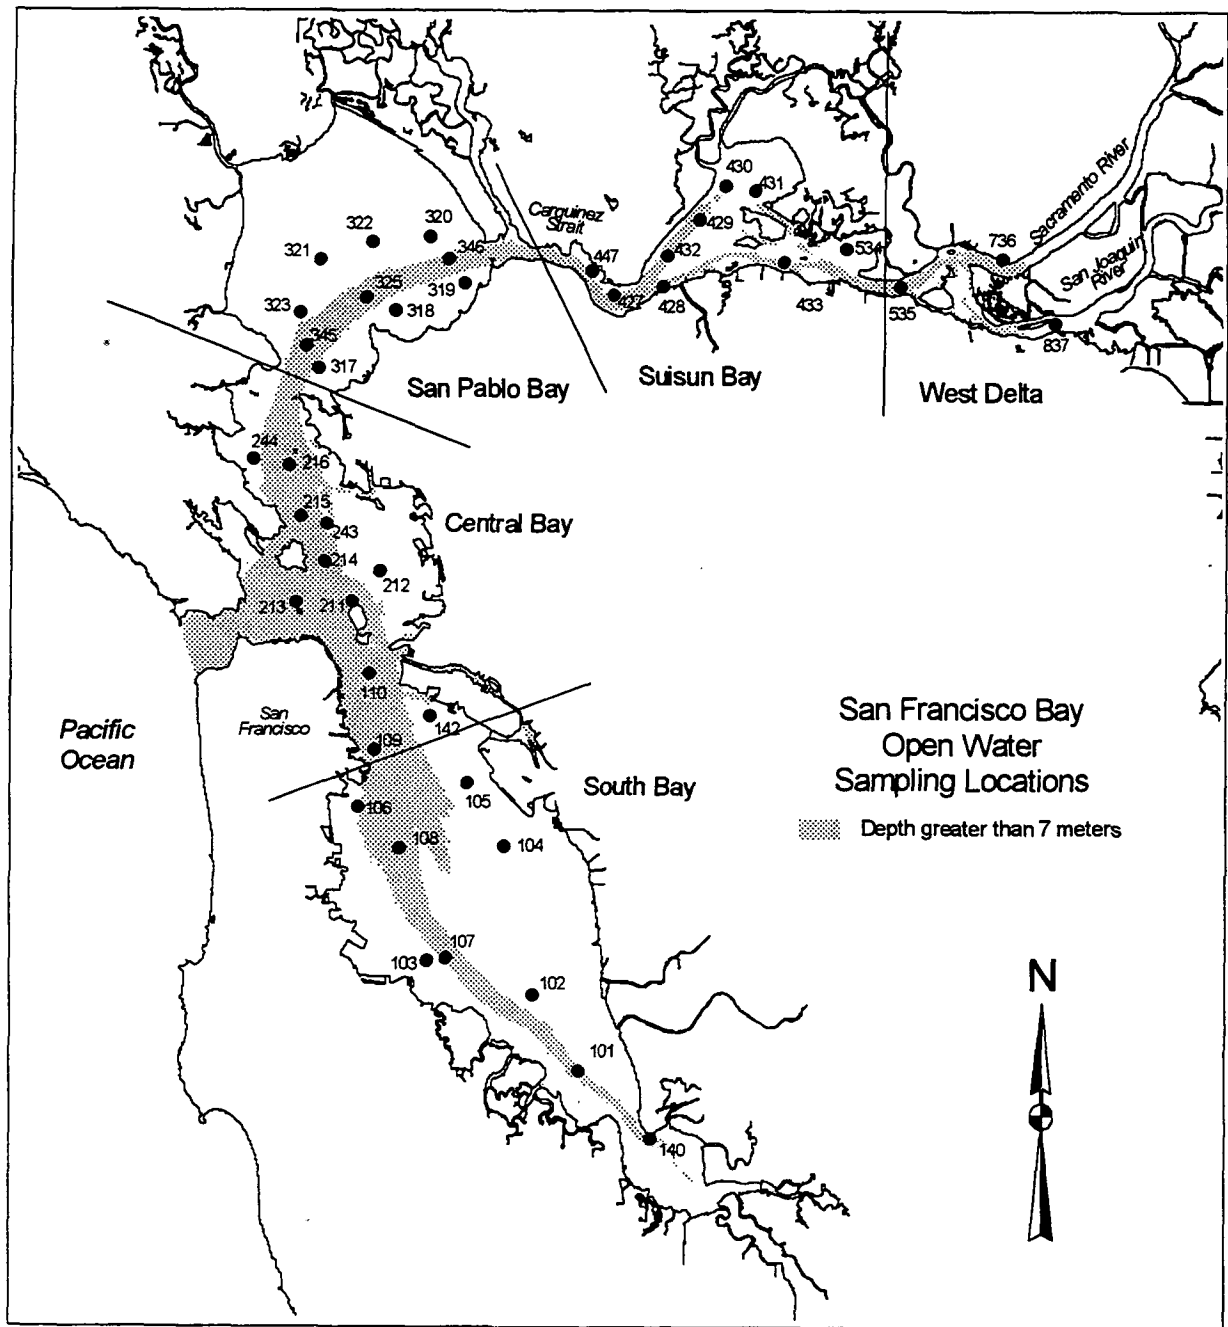 430
431
429
432
Carquinez
Strait
322
320
321
346
447
534
736
Sacramento River
San Joaquin
River
325
319
318
323
427
428
433
535
837
345
317
San Pablo Bay
Suisun Bay
West Delta
244
216
215
243
Central Bay
214
212
213
211
110
142
109
San
Francisco
Pacific
Ocean
San Francisco Bay
Open Water
Sampling Locations
Depth greater than 7 meters
South Bay
105
106
108
104
107
103
102
101
140
N